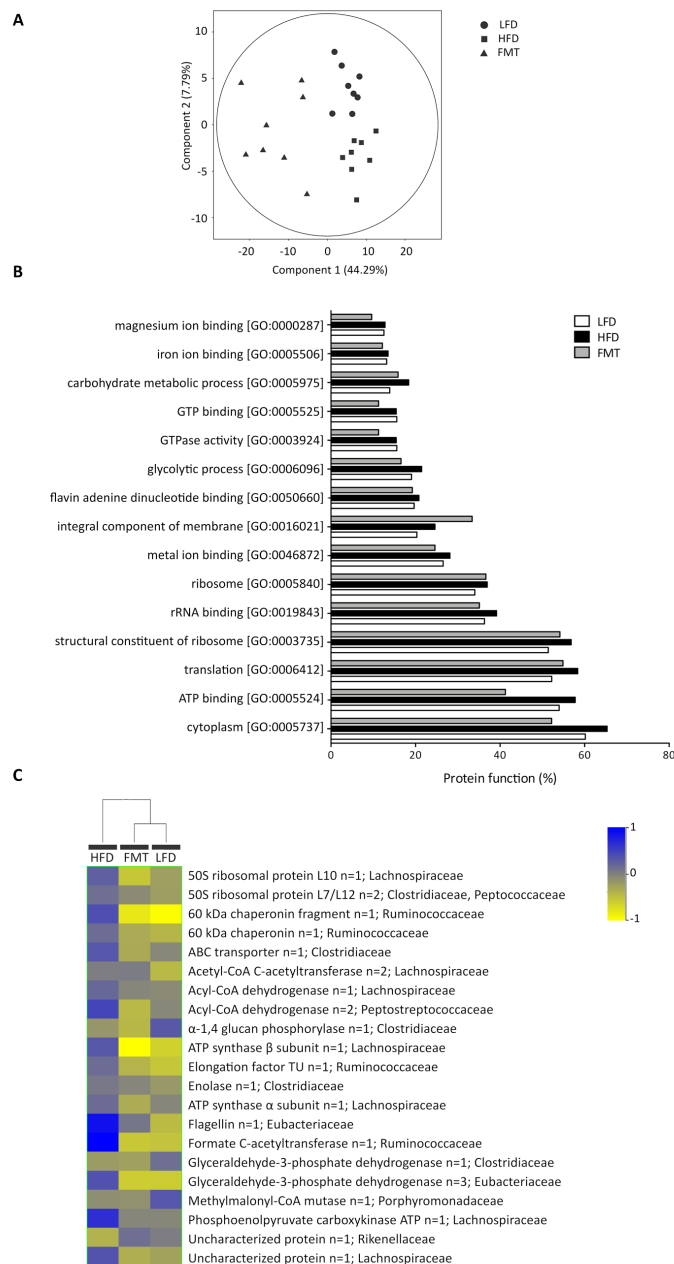 A
LFD
HFD
FMT
10
5
0
-5
-10
Component 2 (7.79%)
-20
-10
0
10
20
Component 1 (44.29%)
B
magnesium ion binding [GO:0000287]
iron ion binding [GO:0005506]
carbohydrate metabolic process [GO:0005975]
GTP binding [GO:0005525]
GTPase activity [GO:0003924]
glycolytic process [GO:0006096]
flavin adenine dinucleotide binding [GO:0050660]
integral component of membrane [GO:0016021]
metal ion binding [GO:0046872]
ribosome [GO:0005840]
rRNA binding [GO:0019843]
structural constituent of ribosome [GO:0003735]
translation [GO:0006412]
ATP binding [GO:0005524]
cytoplasm [GO:0005737]
LFD
HFD
FMT
0
20
40
60
80
Protein function (%)
C
HFD
FMT
LFD
1
-1
50S ribosomal protein L10 n=1; Lachnospiraceae
50S ribosomal protein L7/L12 n=2; Clostridiaceae, Peptococcaceae
60 kDa chaperonin fragment n=1; Ruminococcaceae
60 kDa chaperonin n=1; Ruminococcaceae
ABC transporter n=1; Clostridiaceae
Acetyl-CoA C-acetyltransferase n=2; Lachnospiraceae
Acyl-CoA dehydrogenase n=1; Lachnospiraceae
Acyl-CoA dehydrogenase n=2; Peptostreptococcaceae
α-1,4 glucan phosphorylase n=1; Clostridiaceae
ATP synthase β subunit n=1; Lachnospiraceae
Elongation factor TU n=1; Ruminococcaceae
Enolase n=1; Clostridiaceae
ATP synthase α subunit n=1; Lachnospiraceae
Flagellin n=1; Eubacteriaceae
Formate C-acetyltransferase n=1; Ruminococcaceae
Glyceraldehyde-3-phosphate dehydrogenase n=1; Clostridiaceae
Glyceraldehyde-3-phosphate dehydrogenase n=3; Eubacteriaceae
Methylmalonyl-CoA mutase n=1; Porphyromonadaceae
Phosphoenolpyruvate carboxykinase ATP n=1; Lachnospiraceae
Uncharacterized protein n=1; Rikenellaceae
Uncharacterized protein n=1; Lachnospiraceae